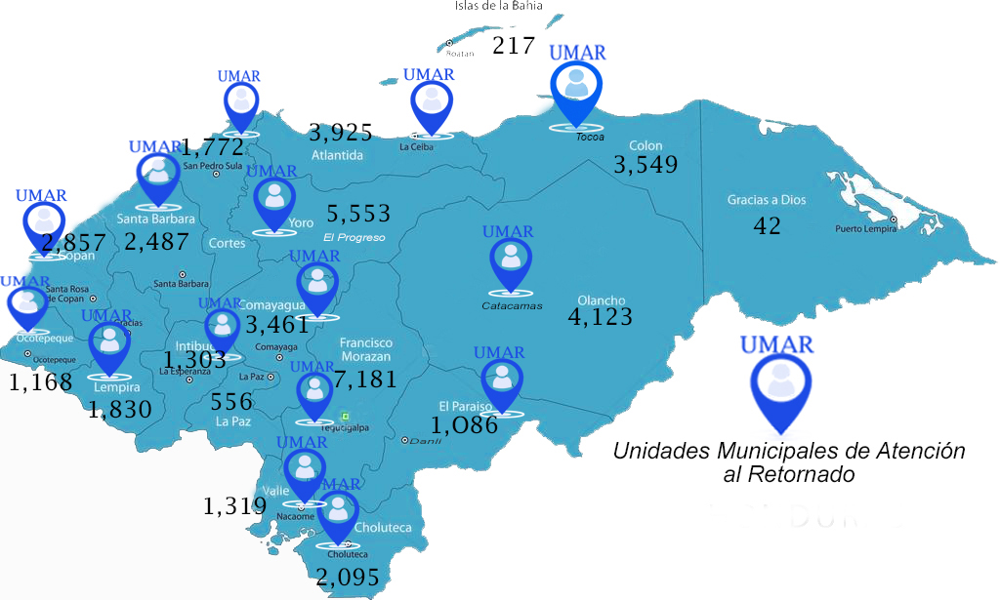 Islas de la Bahia
Roatan
217
UMAR
UMAR
UMAR
3,925
Atlantida
La Ceiba
Tocoa
Colon
3,549
UMAR
1,772
San Pedro Sula
UMAR
UMAR
Santa Barbara
2,487
5,553
Yoro
El Progreso
Gracias a Dios
42
Puerto Lempira
2,857
Copan
Cortes
UMAR
Catacamas
UMAR
Santa Barbara
UMAR
Santa Rosa
de Copan
Olancho
4,123
Comayagua
3,461
UMAR
Gracias
UMAR
Ocotepeque
Ocotepeque
1,168
Intibuc
1,303
La Esperanza
Comayaga
La Paz
Francisco
Morazan
7,181
UMAR
UMAR
UMAR
Lempira
1,830
556
La Paz
Tegucigalpa
El Paraiso
1,O86
Danli
Unidades Municipales de Atención
al Retornado
UMAR
UMAR
Valle
1,319
Nacaome
Choluteca
Choluteca
2,095